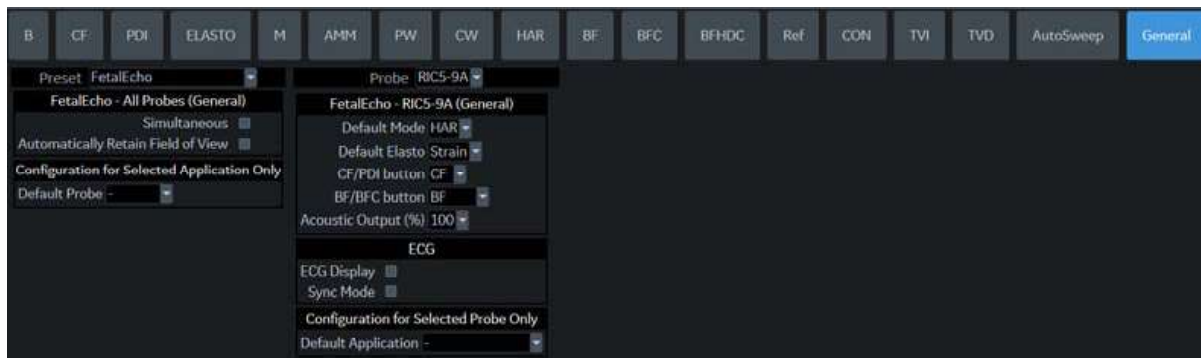 B CF PDI ELASTO M AMM PW CW HAR BF BFC BFHDC Ref CON TVI TVD AutoSweep General
Preset FetalEcho
FetalEcho - All Probes (General)
Simultaneous
Automatically Retain Field of View
Configuration for Selected Application Only
Default Probe -
Probe RIC5-9A
FetalEcho - RIC5-9A (General)
Default Mode HAR
Default Elasto Strain
CF/PDI button CF
BF/BFC button BF
Acoustic Output (%) 100
ECG
ECG Display
Sync Mode
Configuration for Selected Probe Only
Default Application -